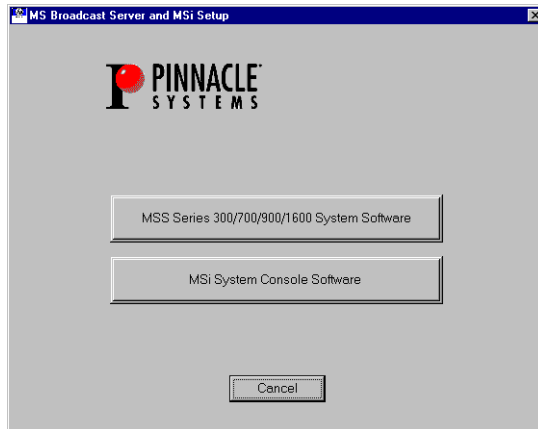 MS Broadcast Server and MSi Setup
PINNACLE
SYSTEMS
MSS Series 300/700/900/1600 System Software
MSi System Console Software
Cancel